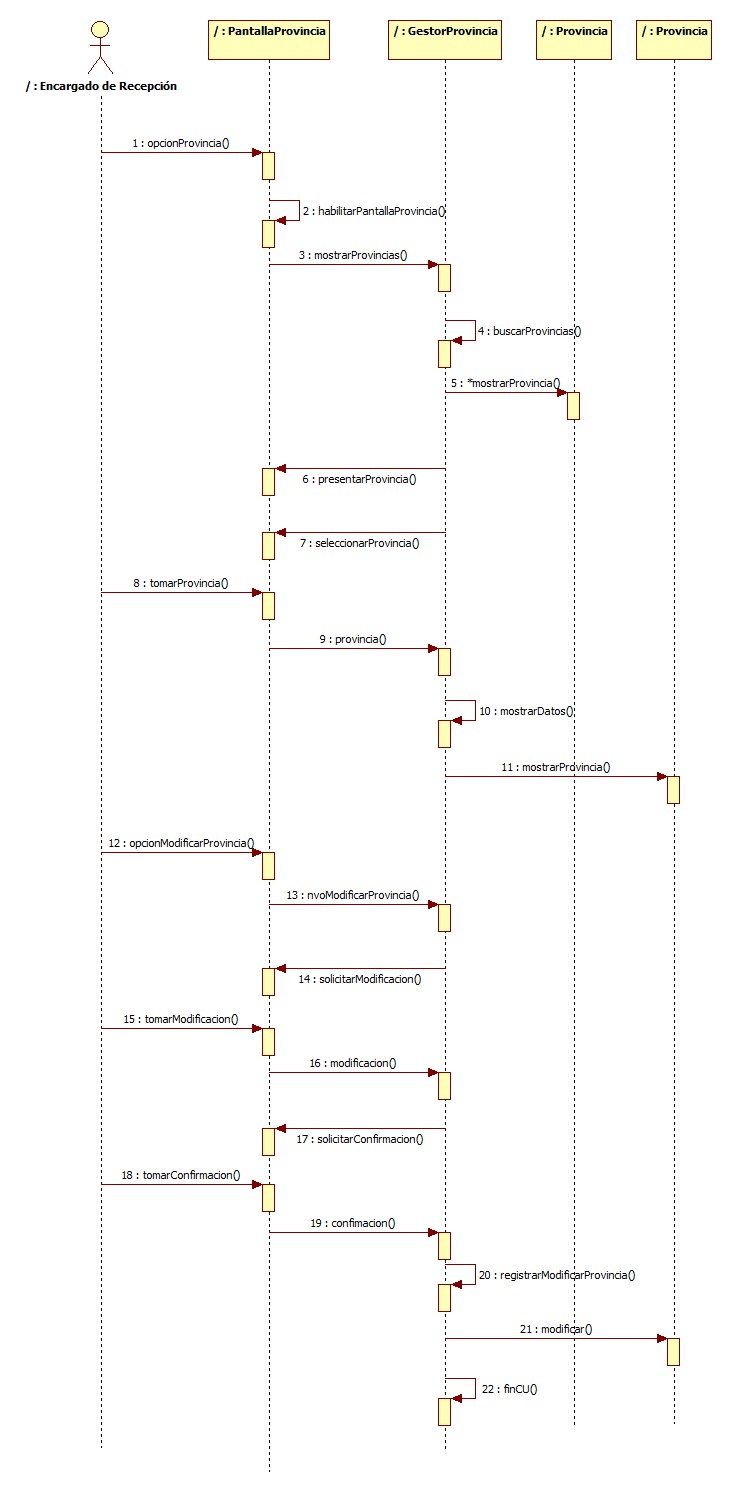 / : PantallaProvincia
/ : GestorProvincia
/ : Provincia
/ : Provincia
/ : Encargado de Recepción
1 : opcionProvincia()
2 : habilitarPantallaProvincia()
3 : mostrarProvincias()
4 : buscarProvincias()
5 : *mostrarProvincia()
6 : presentarProvincia()
7 : seleccionarProvincia()
8 : tomarProvincia()
9 : provincia()
10 : mostrarDatos()
11 : mostrarProvincia()
12 : opcionModificarProvincia()
13 : nvoModificarProvincia()
14 : solicitarModificacion()
15 : tomarModificacion()
16 : modificacion()
17 : solicitarConfirmacion()
18 : tomarConfirmacion()
19 : confimacion()
20 : registrarModificarProvincia()
21 : modificar()
22 : finCU()